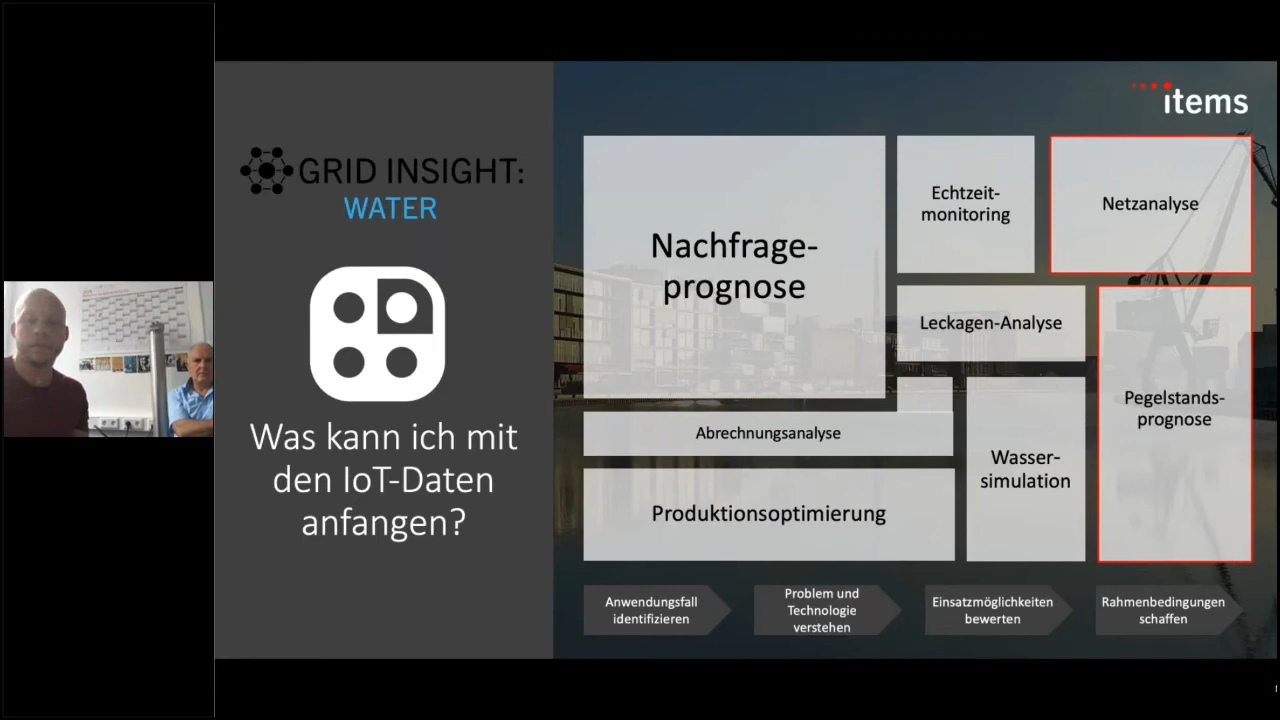 GRID INSIGHT:
WATER
Was kann ich mit
den IoT-Daten
anfangen?
items
Nachfrage-
prognose
Echtzeit-
monitoring
Netzanalyse
Leckagen-Analyse
Pegelstands-
prognose
Abrechnungsanalyse
Wasser-
simulation
Produktionsoptimierung
Anwendungsfall
identifizieren
Problem und
Technologie
verstehen
Einsatzmöglichkeiten
bewerten
Rahmenbedingungen
schaffen